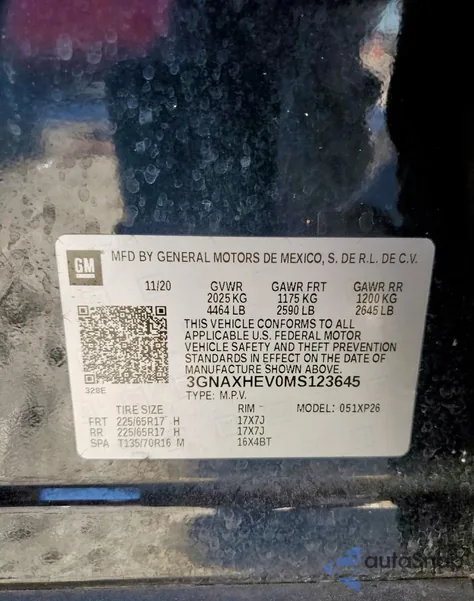 GM MFD BY GENERAL MOTORS DE MEXICO, S. DE R.L. DE C.V.
11/20 GVWR GAWR FRT GAWR RR
2025 KG 1175 KG 1200 KG
4464 LB 2590 LB 2645 LB
THIS VEHICLE CONFORMS TO ALL
APPLICABLE U.S. FEDERAL MOTOR
VEHICLE SAFETY AND THEFT PREVENTION
STANDARDS IN EFFECT ON THE DATE OF
MANUFACTURE SHOWN ABOVE.
3GNAXHEV0MS123645
328E
TYPE: M.P.V.
TIRE SIZE RIM MODEL: 051XP26
FRT 225/65R17 H 17X7J
RR 225/65R17 H 17X7J
SPA T135/70R16 M 16X4BT
autoSnap